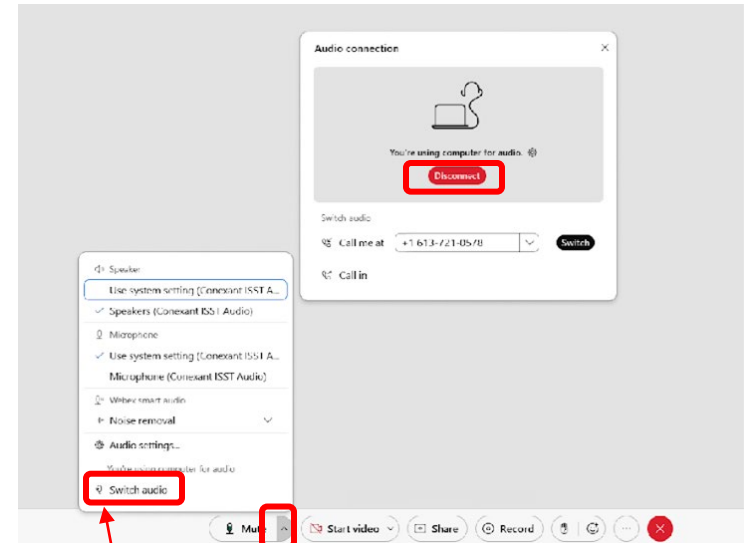 Audio connection
You're using computer for audio.
Disconnect
Switch audio
Call me at
+1 613-721-0578
Switch
Call in
Speaker
Use system setting (Conexant ISST A...
Speakers (Conexant ISST Audio)
Microphone
Use system setting (Conexant ISST A...
Microphone (Conexant ISST Audio)
Webex smart audio
Noise removal
Audio settings...
You're using computer for audio
Switch audio
Mute
Start video
Share
Record